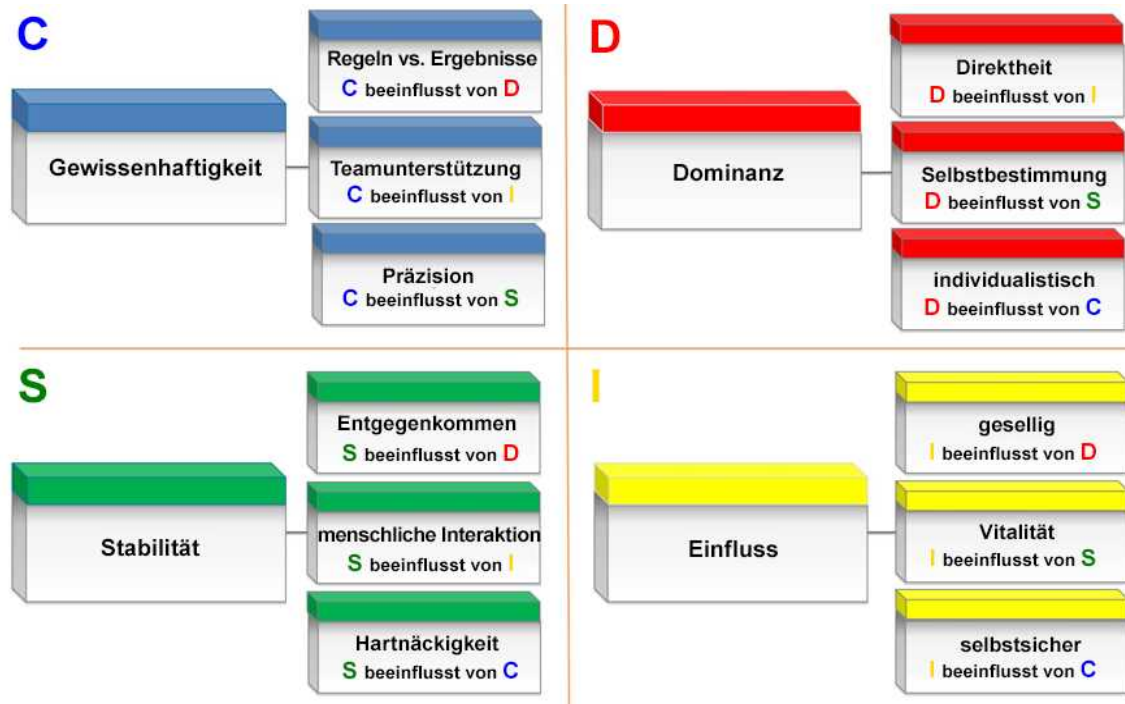 C
Gewissenhaftigkeit
Regeln vs. Ergebnisse
C beeinflusst von D
Teamunterstützung
C beeinflusst von I
Präzision
C beeinflusst von S
D
Dominanz
Direktheit
D beeinflusst von I
Selbstbestimmung
D beeinflusst von S
individualistisch
D beeinflusst von C
S
Stabilität
Entgegenkommen
S beeinflusst von D
menschliche Interaktion
S beeinflusst von I
Hartnäckigkeit
S beeinflusst von C
I
Einfluss
gesellig
I beeinflusst von D
Vitalität
I beeinflusst von S
selbstsicher
I beeinflusst von C